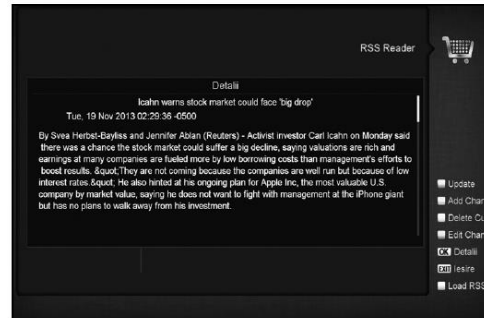 RSS Reader
Detalii
Icahn warns stock market could face 'big drop'
Tue, 19 Nov 2013 02:29:36 -0500
By Svea Herbst-Bayliss and Jennifer Ablan (Reuters) - Activist investor Carl Icahn on Monday said
there was a chance the stock market could suffer a big decline, saying valuations are rich and
earnings at many companies are fueled more by low borrowing costs than management's efforts to
boost results. &quot;They are not coming because the companies are well run but because of low
interest rates.&quot; He also hinted at his ongoing plan for Apple Inc, the most valuable U.S.
company by market value, saying he does not want to fight with management at the iPhone giant
but has no plans to walk away from his investment.
Update
Add Chan
Delete Cu
Edit Chan
OK Detalii
EXIT Iesire
Load RSS